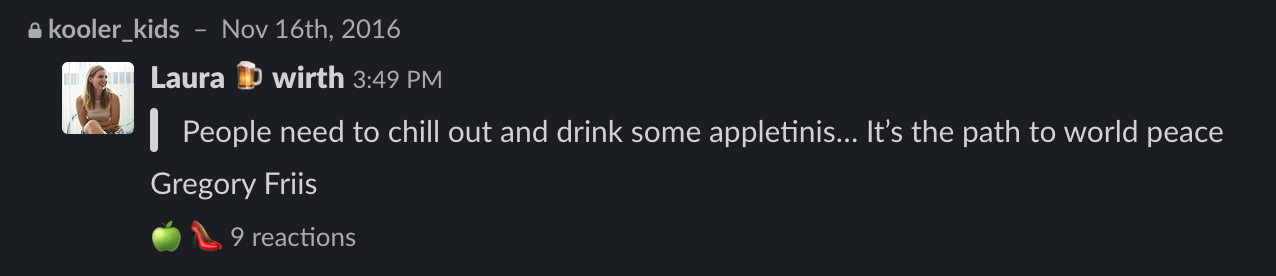 kooler_kids – Nov 16th, 2016
Laura 🍺 wirth 3:49 PM
People need to chill out and drink some appletinis... It’s the path to world peace
Gregory Friis
🍏 👠 9 reactions